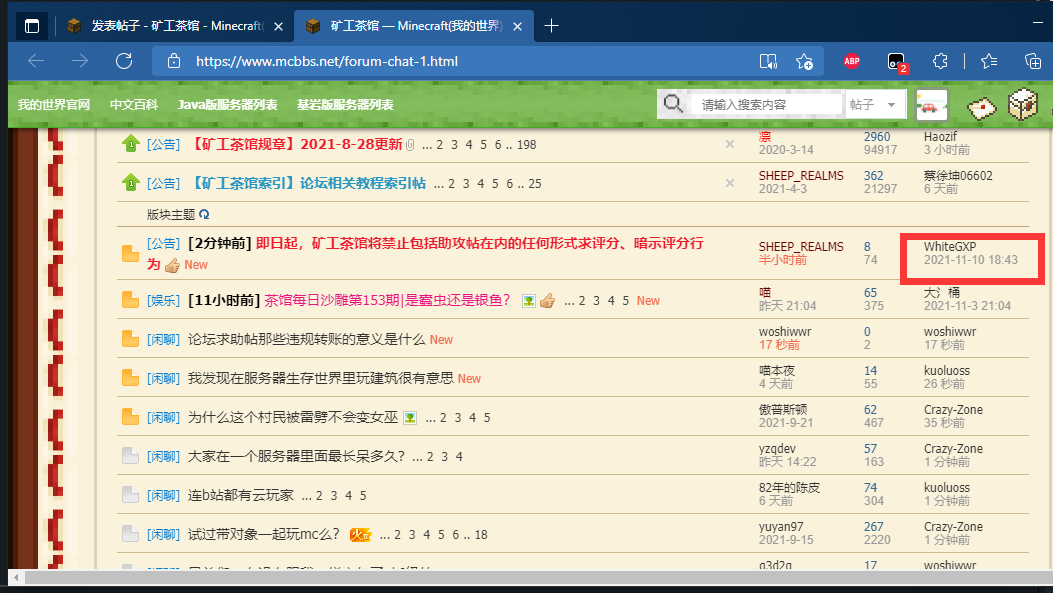 发表帖子 - 矿工茶馆 - Minecraft(
矿工茶馆 — Minecraft(我的世界)
https://www.mcbbs.net/forum-chat-1.html
ABP
2
我的世界官网 中文百科 Java版服务器列表 基岩版服务器列表
请输入搜索内容 帖子
[公告] 【矿工茶馆规章】2021-8-28更新 ... 2 3 4 5 6 .. 198
凛
2020-3-14
2960
94917
Haozif
3 小时前
[公告] 【矿工茶馆索引】论坛相关教程索引帖 ... 2 3 4 5 6 .. 25
SHEEP_REALMS
2021-4-3
362
21297
蔡徐坤06602
6 天前
版块主题
[公告] [2分钟前] 即日起，矿工茶馆将禁止包括助攻帖在内的任何形式求评分、暗示评分行
为 New
SHEEP_REALMS
半小时前
8
74
WhiteGXP
2021-11-10 18:43
[娱乐] [11小时前] 茶馆每日沙雕第153期|是蠹虫还是银鱼？ ... 2 3 4 5 New
喵
昨天 21:04
65
375
大氵桶
2021-11-3 21:04
[闲聊] 论坛求助帖那些违规转账的意义是什么 New
woshiwwr
17 秒前
0
2
woshiwwr
17 秒前
[闲聊] 我发现在服务器生存世界里玩建筑很有意思 New
喵本夜
4 天前
14
55
kuoluoss
26 秒前
[闲聊] 为什么这个村民被雷劈不会变女巫 ... 2 3 4 5
傲普斯顿
2021-9-21
62
467
Crazy-Zone
35 秒前
[闲聊] 大家在一个服务器里面最长呆多久？ ... 2 3 4
yzqdev
昨天 14:22
57
163
Crazy-Zone
1 分钟前
[闲聊] 连b站都有云玩家 ... 2 3 4 5
82年的陈皮
6 天前
74
304
kuoluoss
1 分钟前
[闲聊] 试过带对象一起玩mc么？ 火 ... 2 3 4 5 6 .. 18
yuyan97
2021-9-15
267
2220
Crazy-Zone
1 分钟前
17
woshiwwr